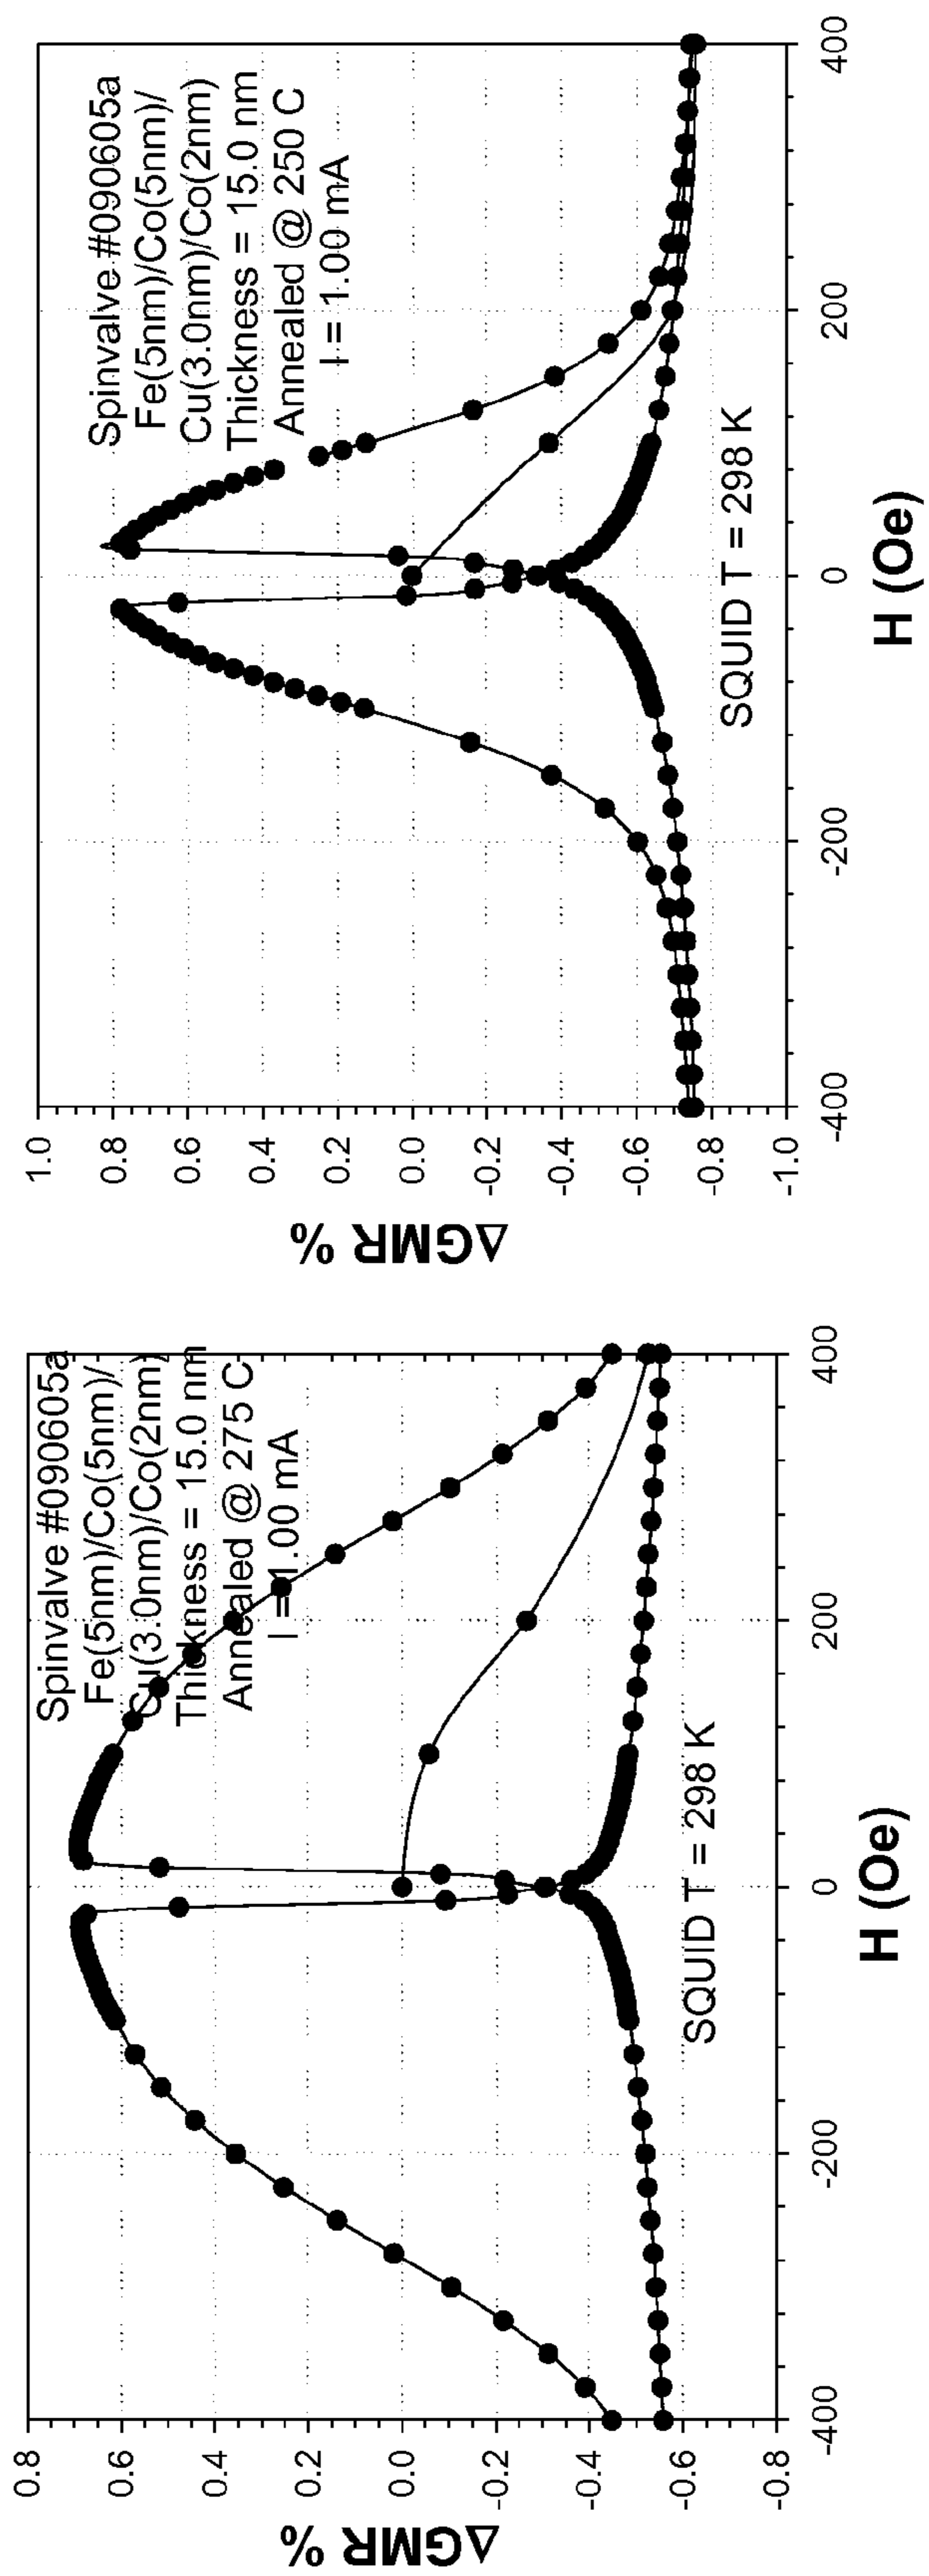 Spinvalve #090605a
Fe(5nm)/Co(5nm)/
Cu(3.0nm)/Co(2nm)
Thickness = 15.0 nm
Annealed @ 275 C
I = 1.00 mA
SQUID T = 298 K
ΔGMR %
0.8
0.6
0.4
0.2
0.0
-0.2
-0.4
-0.6
-0.8
-400
-200
0
200
400
H (Oe)
Spinvalve #090605a
Fe(5nm)/Co(5nm)/
Cu(3.0nm)/Co(2nm)
Thickness = 15.0 nm
Annealed @ 250 C
I = 1.00 mA
SQUID T = 298 K
ΔGMR %
1.0
0.8
0.6
0.4
0.2
0.0
-0.2
-0.4
-0.6
-0.8
-1.0
-400
-200
0
200
400
H (Oe)